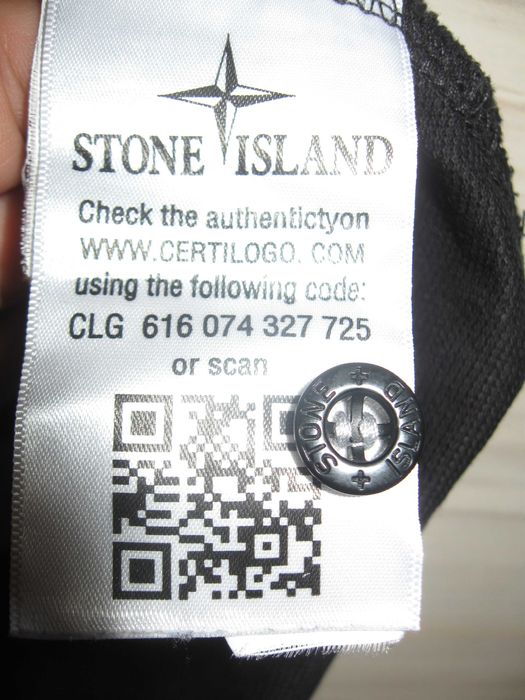 STONE ISLAND
Check the authentictyon
WWW.CERTILOGO. COM
using the following code:
CLG 616 074 327 725
or scan
STONE ISLAND